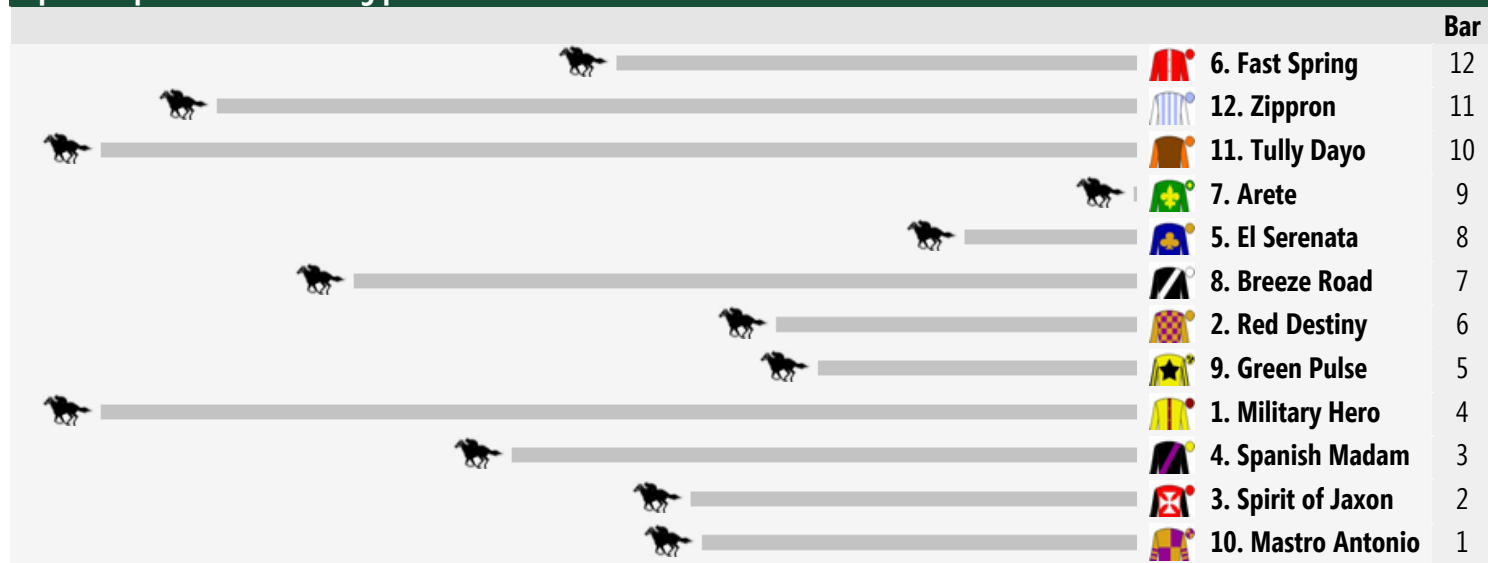 Bar
6. Fast Spring 12
12. Zippron 11
11. Tully Dayo 10
7. Arete 9
5. El Serenata 8
8. Breeze Road 7
2. Red Destiny 6
9. Green Pulse 5
1. Military Hero 4
4. Spanish Madam 3
3. Spirit of Jaxon 2
10. Mastro Antonio 1